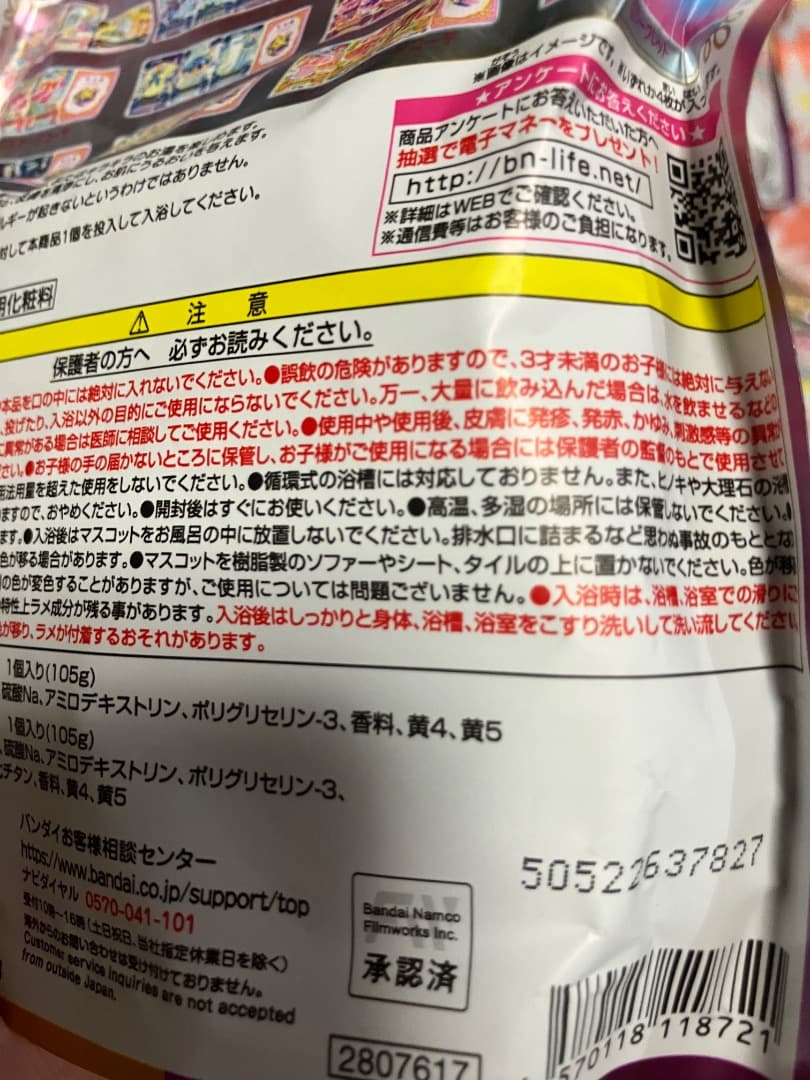 ※画像はイメージです。
★アンケートにお答えください★
商品アンケートにお答えいただいた方へ
抽選で電子マネーをプレゼント!
http://bn-life.net/
※詳細はWEBでご確認ください。
※通信費等はお客様のご負担になります。
お肌にうるおいを与えます。
ルギーが起きないというわけではありません。
対して本商品1個を投入して入浴してください。
用化粧料
注意
保護者の方へ 必ずお読みください。
本品を口の中には絶対に入れないでください。●誤飲の危険がありますので、3才未満のお子様には絶対に与えない
、投げたり、入浴以外の目的にご使用にならないでください。万一、大量に飲み込んだ場合は、水を飲ませるなどの
に異常がある場合は医師に相談してご使用ください。●使用中や使用後、皮膚に発疹、発赤、かゆみ、刺激感等の異常が
さい。●お子様の手の届かないところに保管し、お子様がご使用になる場合には保護者の監督のもとで使用させて
用法用量を超えた使用をしないでください。●循環式の浴槽には対応しておりません。また、ヒノキや大理石の浴槽
ますので、おやめください。●開封後はすぐにお使いください。●高温、多湿の場所には保管しないでください。●
ます。●入浴後はマスコットをお風呂の中に放置しないでください。排水口に詰まるなど思わぬ事故のもととな
色が移る場合があります。●マスコットを樹脂製のソファーやシート、タイルの上に置かないでください。色が移
の色が変色することがありますが、ご使用については問題ございません。●入浴時は、浴槽、浴室での滑りにご
特性上ラメ成分が残る事があります。入浴後はしっかりと身体、浴槽、浴室をこすり洗いして洗い流してください。
色が移り、ラメが付着するおそれがあります。
1個入り(105g)
硫酸Na、アミロデキストリン、ポリグリセリン-3、香料、黄4、黄5
1個入り(105g)
、硫酸Na、アミロデキストリン、ポリグリセリン-3、
チタン、香料、黄4、黄5
バンダイお客様相談センター
https://www.bandai.co.jp/support/top
ナビダイヤル 0570-041-101
受付10時~16時(土日祝日、当社指定休業日を除く)
海外からのお問い合わせは受け付けておりません。
Customer service inquiries are not accepted
from outside Japan.
Bandai Namco
Filmworks Inc.
承認済
50522637827
2807617
570118 118721